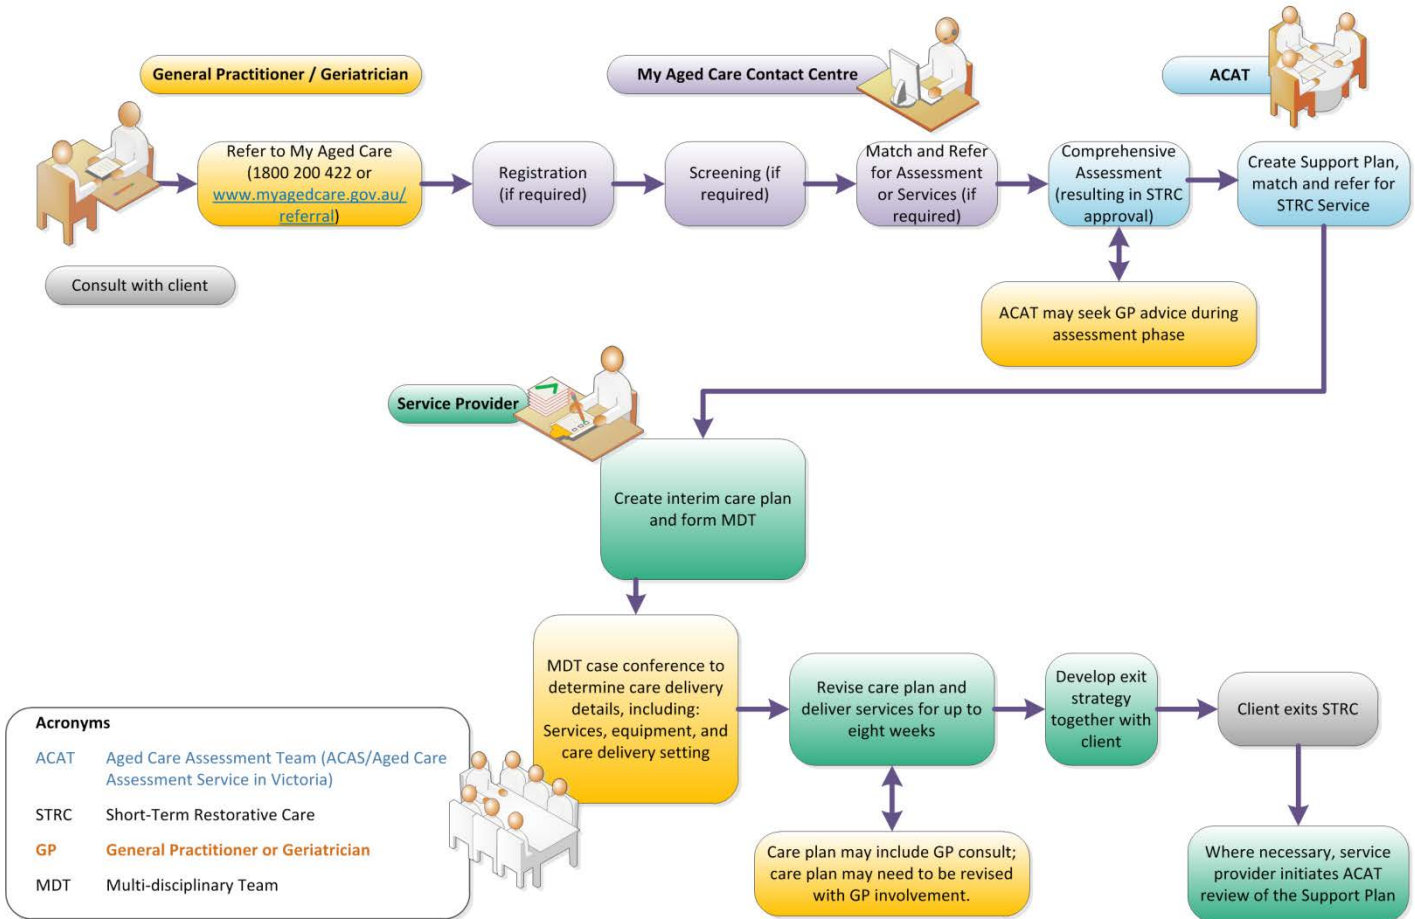 General Practitioner / Geriatrician
My Aged Care Contact Centre
ACAT
Refer to My Aged Care
(1800 200 422 or
www.myagedcare.gov.au/
referral)
Registration
(if required)
Screening (if
required)
Match and Refer
for Assessment
or Services (if
required)
Comprehensive
Assessment
(resulting in STRC
approval)
Create Support Plan,
match and refer for
STRC Service
Consult with client
ACAT may seek GP advice during
assessment phase
Service Provider
Create interim care plan
and form MDT
MDT case conference to
determine care delivery
details, including:
Services, equipment, and
care delivery setting
Revise care plan and
deliver services for up to
eight weeks
Develop exit
strategy
together with
client
Client exits STRC
Care plan may include GP consult;
care plan may need to be revised
with GP involvement.
Where necessary, service
provider initiates ACAT
review of the Support Plan
Acronyms
ACAT Aged Care Assessment Team (ACAS/Aged Care
Assessment Service in Victoria)
STRC Short-Term Restorative Care
GP General Practitioner or Geriatrician
MDT Multi-disciplinary Team